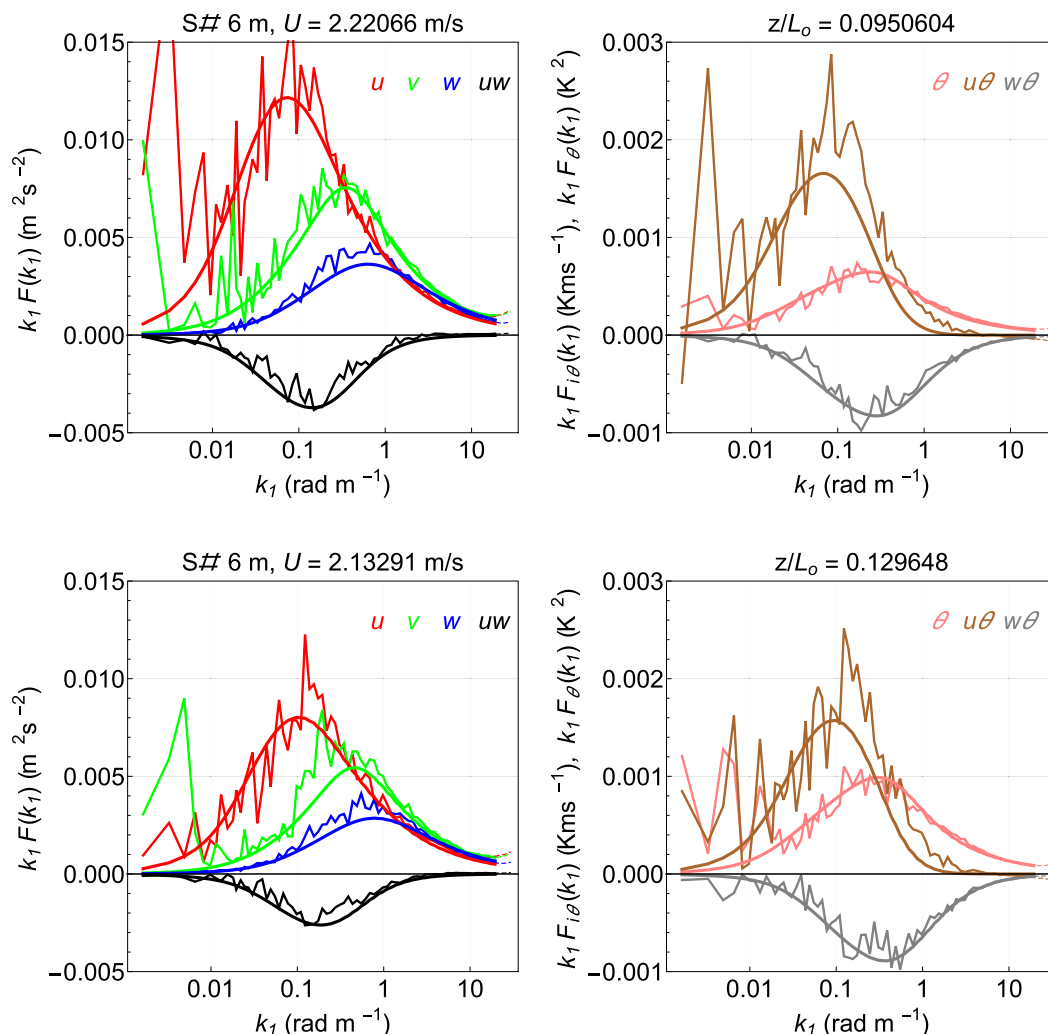 S# 6 m, U = 2.22066 m/s
u v w uw
0.015
0.010
0.005
0.000
−0.005
k₁ F(k₁) (m² s⁻²)
0.01 0.1 1 10
k₁ (rad m⁻¹)
z/Lₒ = 0.0950604
θ uθ wθ
0.003
0.002
0.001
0.000
−0.001
k₁ Fᵢθ(k₁) (Kms⁻¹), k₁ Fθ(k₁) (K²)
0.01 0.1 1 10
k₁ (rad m⁻¹)
S# 6 m, U = 2.13291 m/s
u v w uw
0.015
0.010
0.005
0.000
−0.005
k₁ F(k₁) (m² s⁻²)
0.01 0.1 1 10
k₁ (rad m⁻¹)
z/Lₒ = 0.129648
θ uθ wθ
0.003
0.002
0.001
0.000
−0.001
k₁ Fᵢθ(k₁) (Kms⁻¹), k₁ Fθ(k₁) (K²)
0.01 0.1 1 10
k₁ (rad m⁻¹)